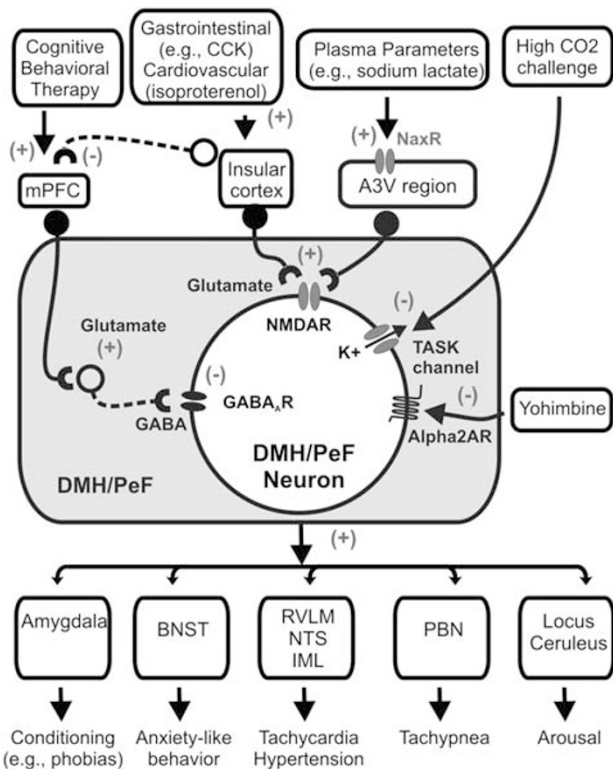 Cognitive
Behavioral
Therapy
Gastrointestinal
(e.g., CCK)
Cardiovascular
(isoproterenol)
Plasma Parameters
(e.g., sodium lactate)
High CO2
challenge
(+)
(-)
(+)
(+)
NaxR
mPFC
Insular
cortex
A3V region
(+)
Glutamate
NMDAR
(-)
K+
TASK
channel
Glutamate
(+)
(-)
GABA
GABAAR
(-)
Yohimbine
Alpha2AR
DMH/PeF
Neuron
DMH/PeF
(+)
Amygdala
BNST
RVLM
NTS
IML
PBN
Locus
Ceruleus
Conditioning
(e.g., phobias)
Anxiety-like
behavior
Tachycardia
Hypertension
Tachypnea
Arousal